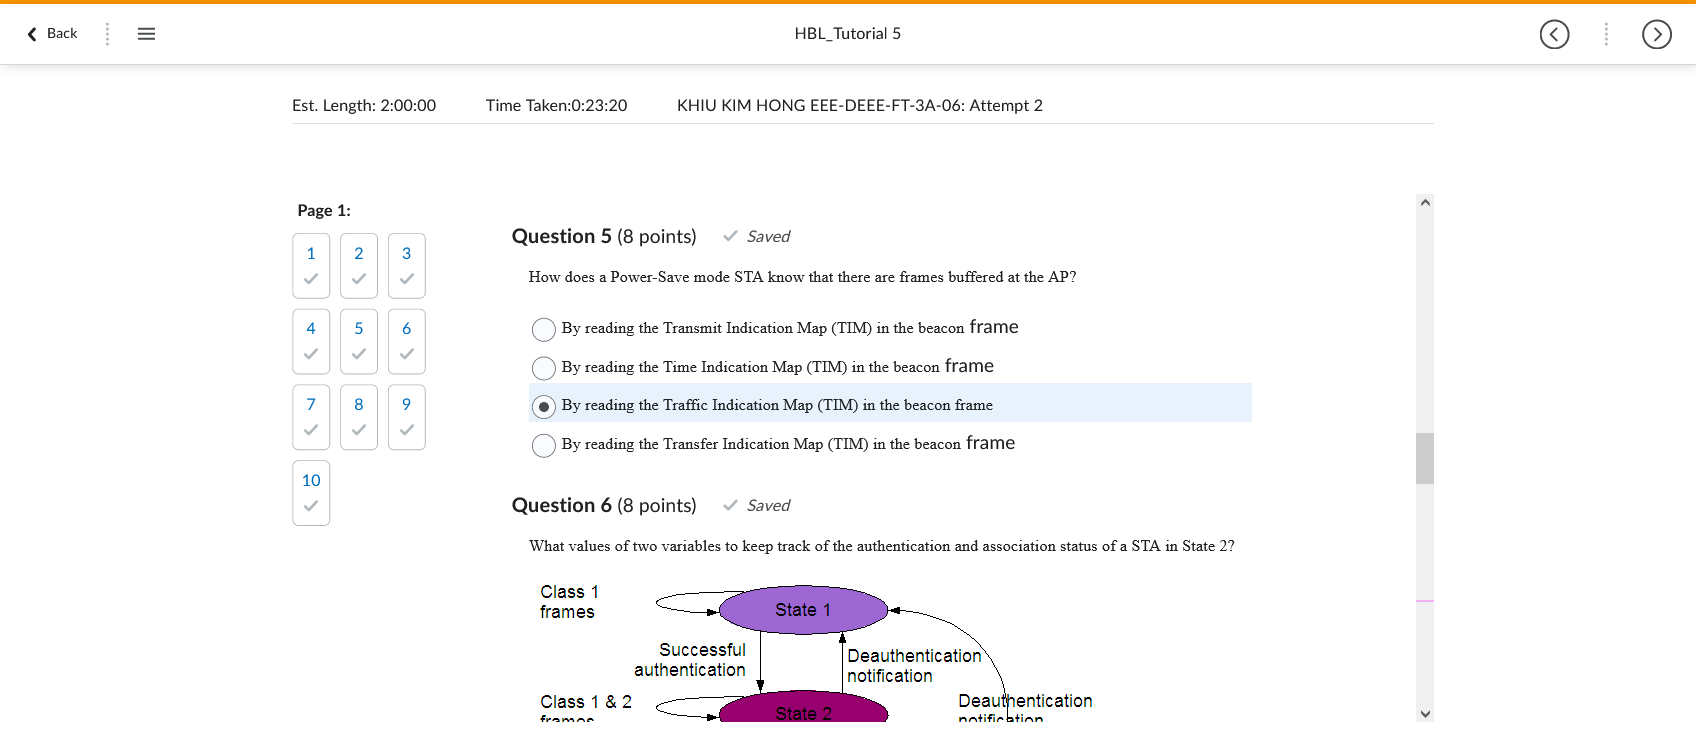 Back
HBL_Tutorial 5
Est. Length: 2:00:00 Time Taken:0:23:20 KHIU KIM HONG EEE-DEEE-FT-3A-06: Attempt 2
Page 1:
1 2 3
4 5 6
7 8 9
10
Question 5 (8 points) Saved
How does a Power-Save mode STA know that there are frames buffered at the AP?
By reading the Transmit Indication Map (TIM) in the beacon frame
By reading the Time Indication Map (TIM) in the beacon frame
By reading the Traffic Indication Map (TIM) in the beacon frame
By reading the Transfer Indication Map (TIM) in the beacon frame
Question 6 (8 points) Saved
What values of two variables to keep track of the authentication and association status of a STA in State 2?
Class 1
frames
State 1
Successful
authentication
Deauthentication
notification
Class 1 & 2
frames
State 2
Deauthentication
notification